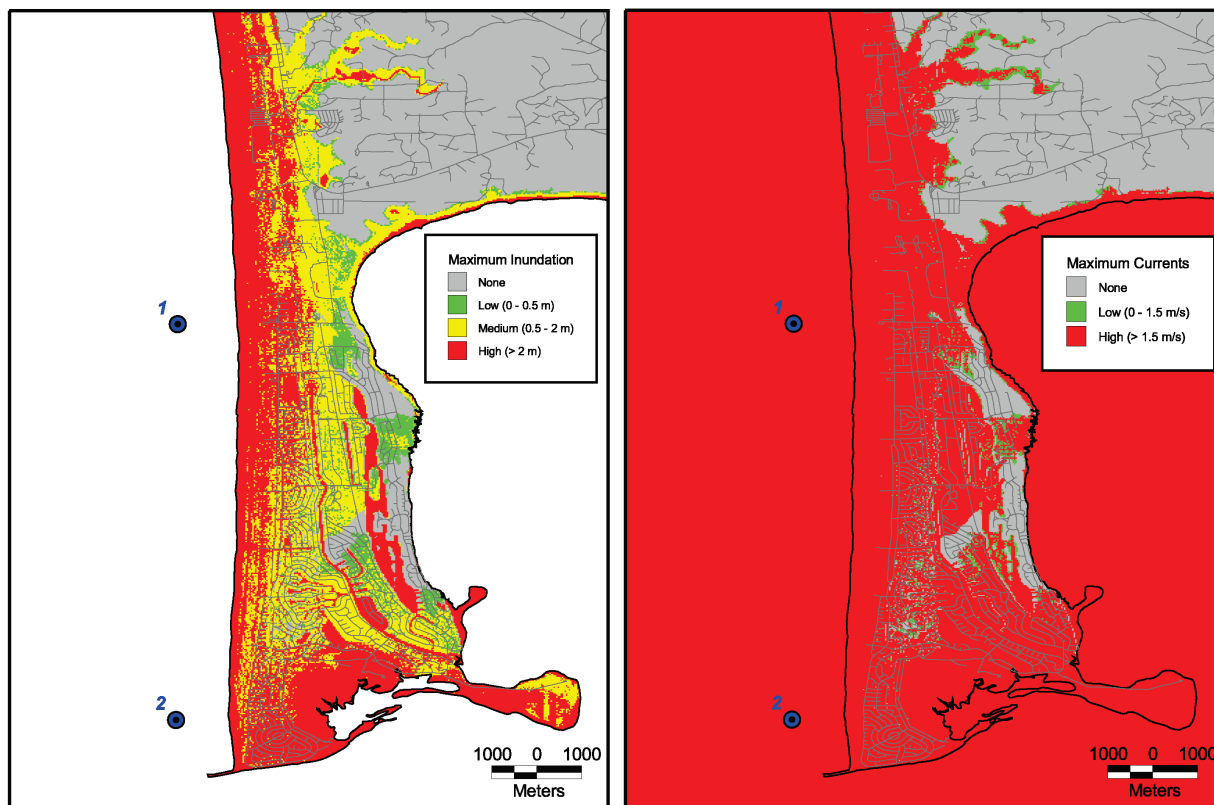 1
2
Maximum Inundation
None
Low (0 - 0.5 m)
Medium (0.5 - 2 m)
High (> 2 m)
1000 0 1000
Meters
1
2
Maximum Currents
None
Low (0 - 1.5 m/s)
High (> 1.5 m/s)
1000 0 1000
Meters